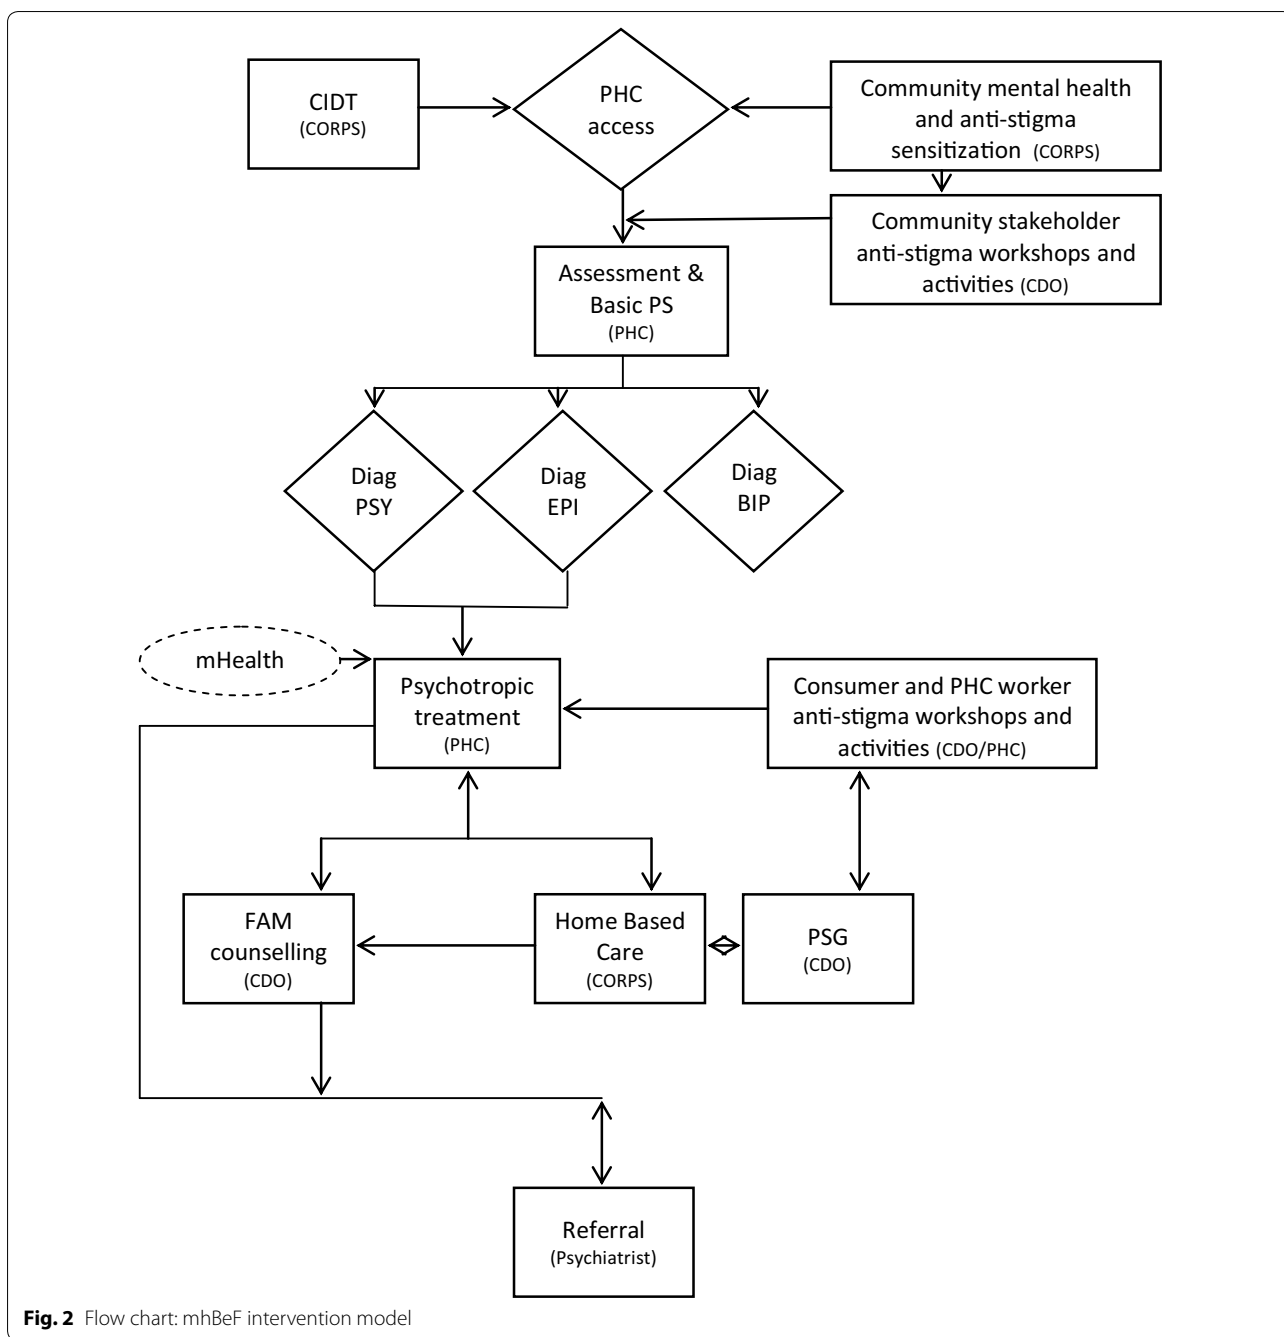 CIDT
(CORPS)
PHC
access
Community mental health
and anti-stigma
sensitization (CORPS)
Community stakeholder
anti-stigma workshops and
activities (CDO)
Assessment &
Basic PS
(PHC)
Diag
PSY
Diag
EPI
Diag
BIP
mHealth
Psychotropic
treatment
(PHC)
Consumer and PHC worker
anti-stigma workshops and
activities (CDO/PHC)
FAM
counselling
(CDO)
Home Based
Care
(CORPS)
PSG
(CDO)
Referral
(Psychiatrist)
Fig. 2 Flow chart: mhBeF intervention model